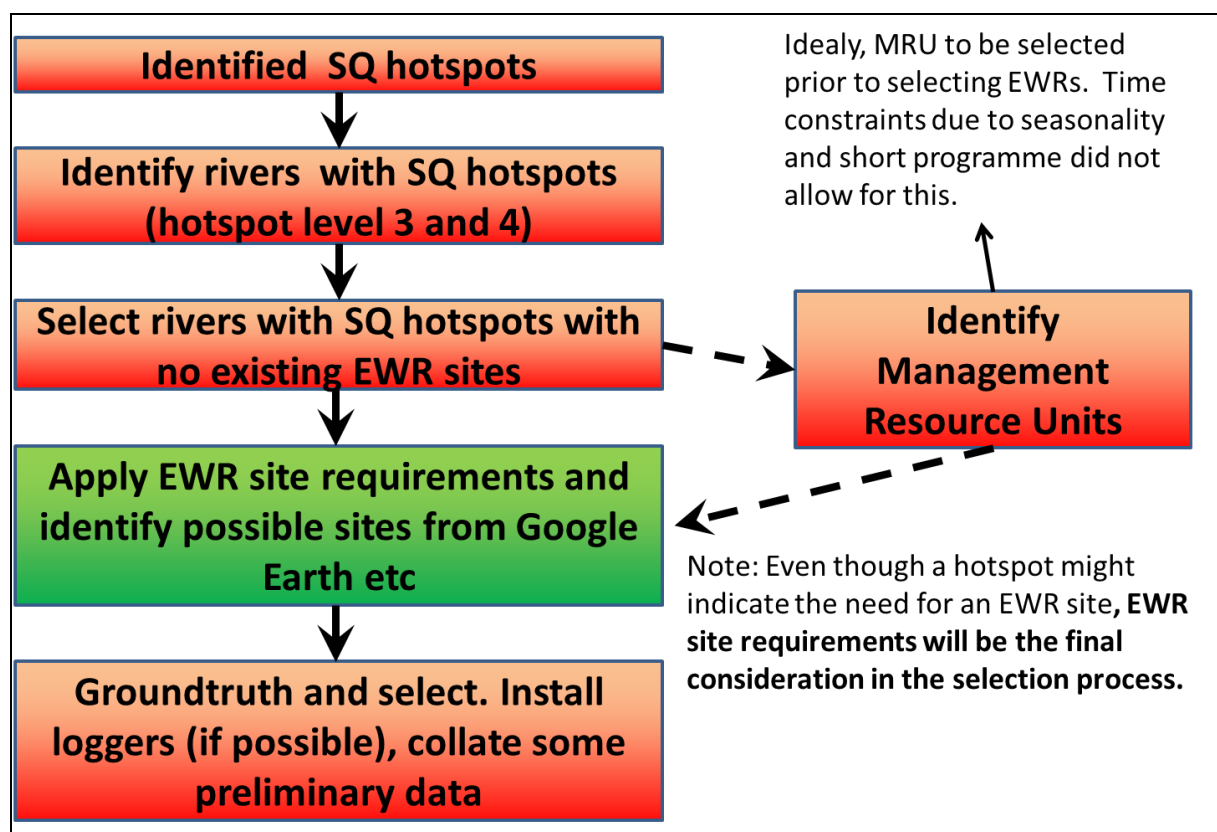 Identified  SQ hotspots
Identify rivers  with SQ hotspots
(hotspot level 3 and 4)
Select rivers with SQ hotspots with
no existing EWR sites
Apply EWR site requirements and
identify possible sites from Google
Earth etc
Groundtruth and select. Install
loggers (if possible), collate some
preliminary data
Idealy, MRU to be selected
prior to selecting EWRs.  Time
constraints due to seasonality
and short programme did not
allow for this.
Identify
Management
Resource Units
Note: Even though a hotspot might
indicate the need for an EWR site, EWR
site requirements will be the final
consideration in the selection process.